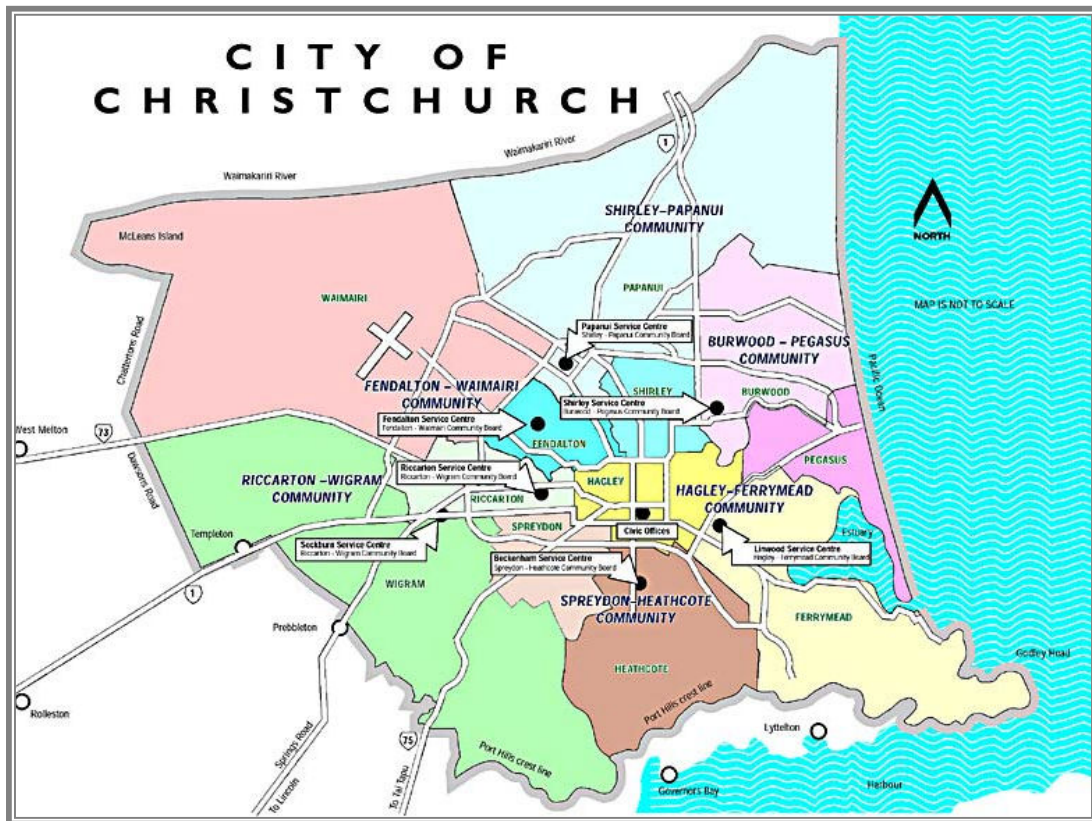 CITY OF
CHRISTCHURCH
Waimakariri River
Waimakariri River
1
SHIRLEY-PAPANUI
COMMUNITY
McLeans Island
NORTH
WAIMAIRI
PAPANUI
MAP IS NOT TO SCALE
Chattertons Road
Papanui Service Centre
Shirley - Papanui Community Board
BURWOOD - PEGASUS
COMMUNITY
Pacific Ocean
FENDALTON - WAIMAIRI
COMMUNITY
SHIRLEY
BURWOOD
Shirley Service Centre
Burwood - Pegasus Community Board
Fendalton Service Centre
Fendalton - Waimairi Community Board
West Melton
73
FENDALTON
PEGASUS
Dawsons Road
RICCARTON -WIGRAM
COMMUNITY
Riccarton Service Centre
Riccarton - Wigram Community Board
HAGLEY
HAGLEY-FERRYMEAD
COMMUNITY
RICCARTON
SPREYDON
Civic Offices
Estuary
Templeton
Sockburn Service Centre
Riccarton - Wigram Community Board
Beckenham Service Centre
Spreydon - Heathcote Community Board
Linwood Service Centre
Hagley - Ferrymead Community Board
WIGRAM
1
SPREYDON-HEATHCOTE
COMMUNITY
FERRYMEAD
Prebbleton
HEATHCOTE
Godley Head
Rolleston
Port Hills crest line
Lyttelton
75
Springs Road
Port Hills crest line
To Lincoln
To Tai Tapu
Governors Bay
Harbour